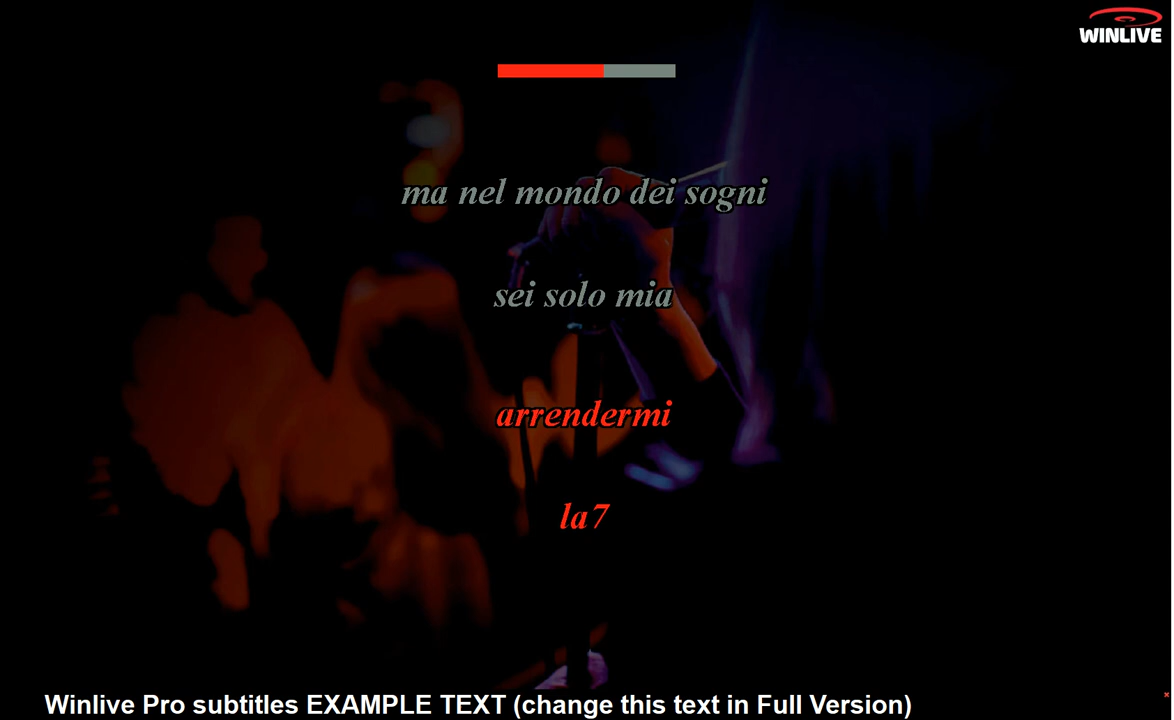 WINLIVE
ma nel mondo dei sogni
sei solo mia
arrendermi
la7
Winlive Pro subtitles EXAMPLE TEXT (change this text in Full Version)